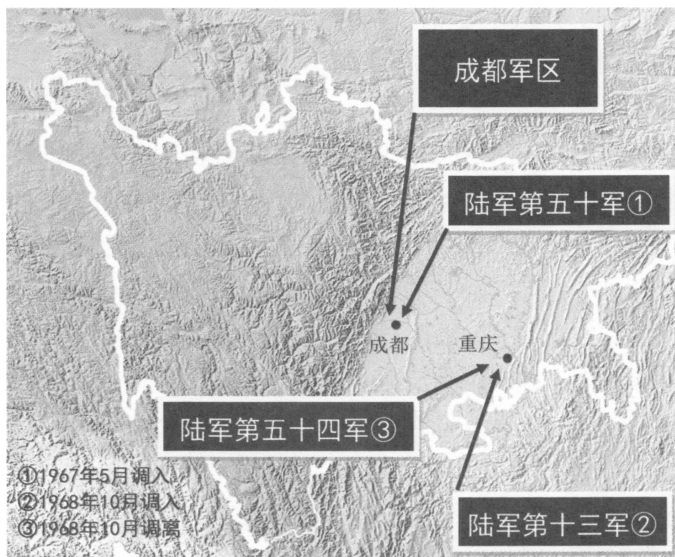 成都军区
陆军第五十军①
成都
重庆
陆军第五十四军③
①1967年5月调入
②1968年10月调入
③1968年10月调离
陆军第十三军②